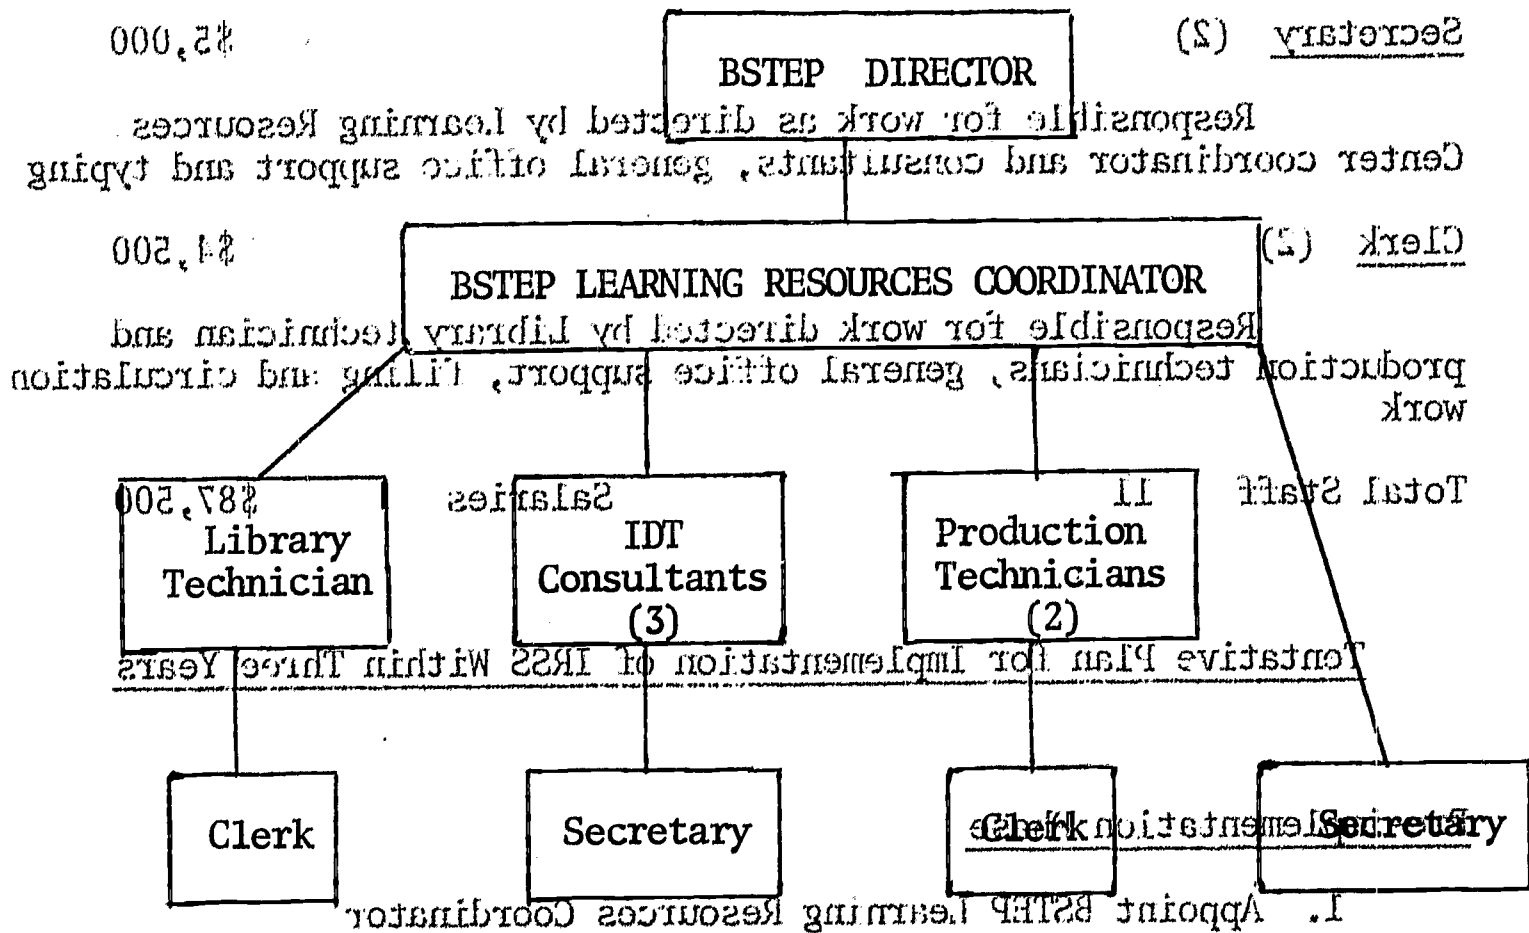 Secretary (2) $5,000
BSTEP DIRECTOR
Responsible for work as directed by Learning Resources
Center coordinator and consultants, general office support and typing
Clerk (2) $4,500
BSTEP LEARNING RESOURCES COORDINATOR
Responsible for work directed by Library technician and
production technicians, general office support, filing and circulation
work
Total Staff 11 Salaries $87,500
Library
Technician
IDT
Consultants
(3)
Production
Technicians
(2)
Tentative Plan for Implementation of IRSS Within Three Years
Clerk
Secretary
Clerk
Secretary
1. Appoint BSTEP Learning Resources Coordinator